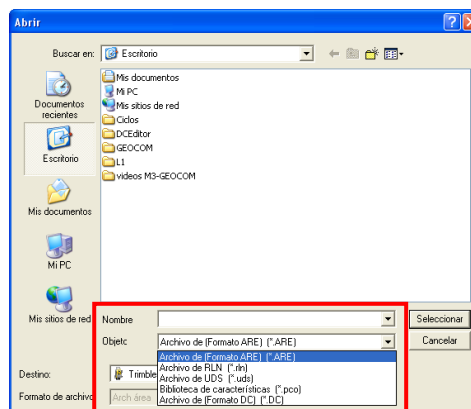 Abrir
Buscar en: Escritorio
Documentos recientes
Escritorio
Mis documentos
Mi PC
Mis sitios de red
Mis documentos
Mi PC
Mis sitios de red
Ciclos
DCEditor
GEOCOM
L1
videos M3-GEOCOM
Nombre
Seleccionar
Objetc Archivo de (Formato ARE) (*.ARE)
Cancelar
Archivo de (Formato ARE) (*.ARE)
Archivo de RLN (*.rln)
Archivo de UDS (*.uds)
Biblioteca de características (*.pco)
Archivo de (Formato DC) (*.DC)
Destino: Trimble
Formato de archivo Arch área